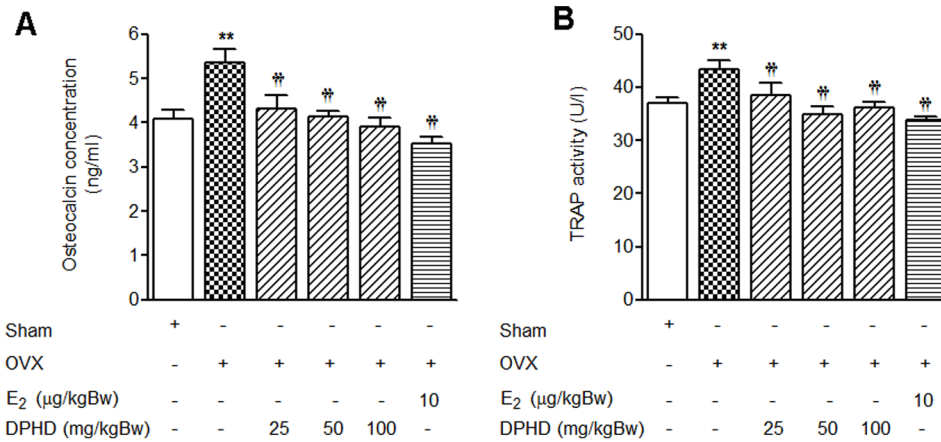 A
Osteocalcin concentration
(ng/ml)
6
5
4
3
2
1
0
**
⁑
⁑
⁑
⁑
Sham + - - - - -
OVX - + + + + +
E2 (µg/kgBw) - - - - - 10
DPHD (mg/kgBw) - - 25 50 100 -
B
TRAP activity (U/l)
50
40
30
20
10
0
**
Sham + - - - - -
OVX - + + + + +
E2 (µg/kgBw) - - - - - 10
DPHD (mg/kgBw) - - 25 50 100 -